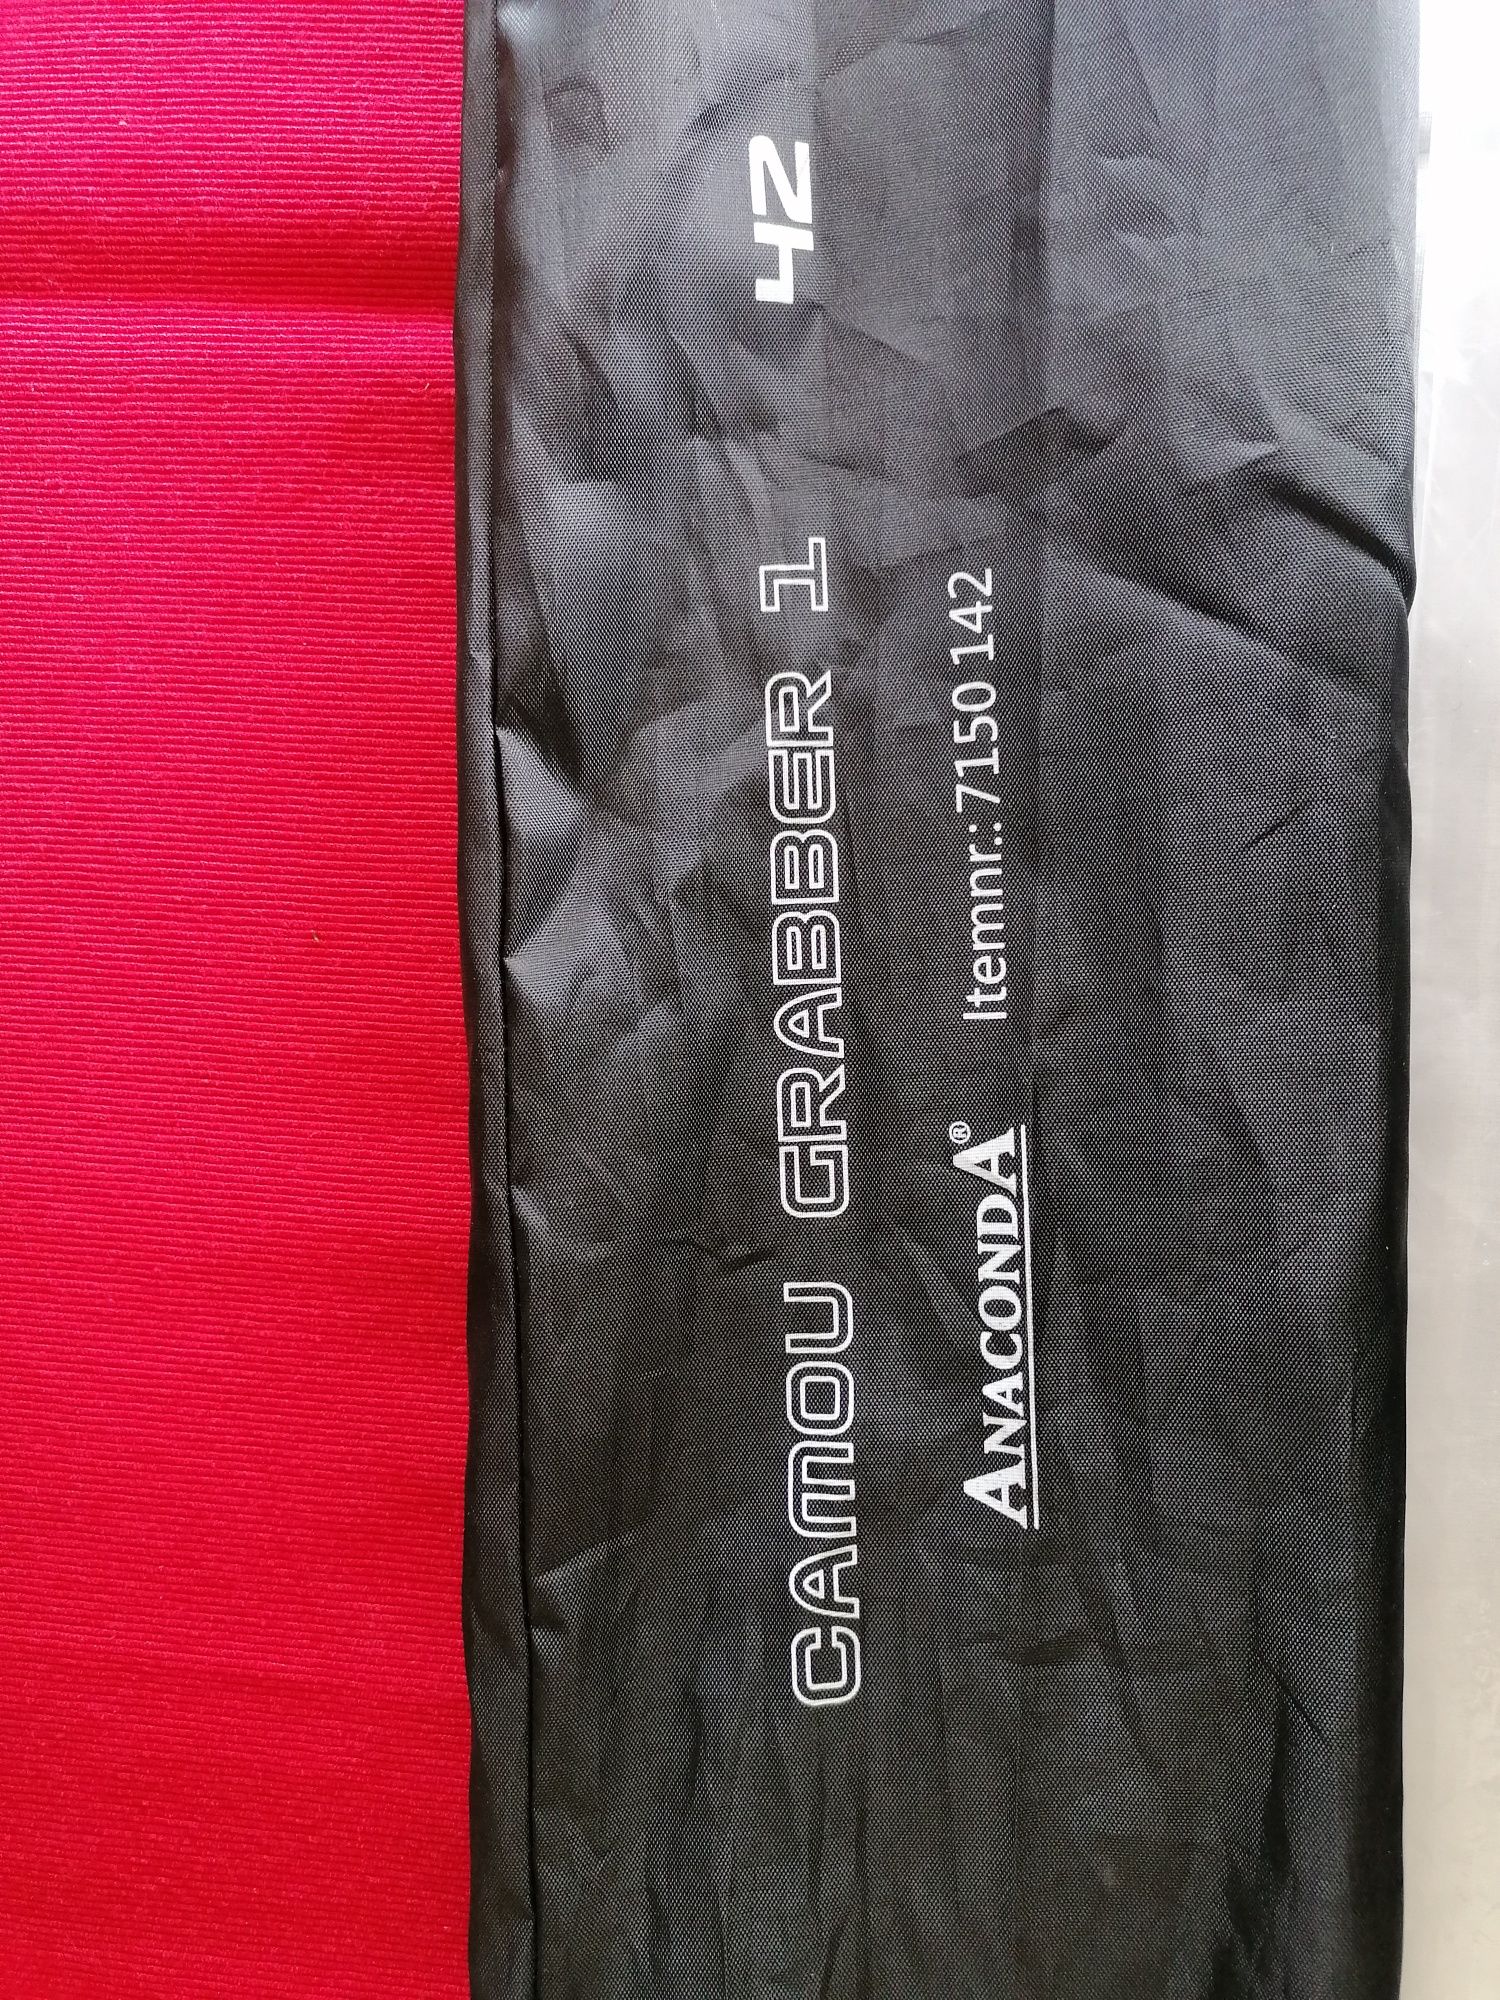 CAMOU GRABBER 1 42
ANACONDA® Itemnr.: 7150 142